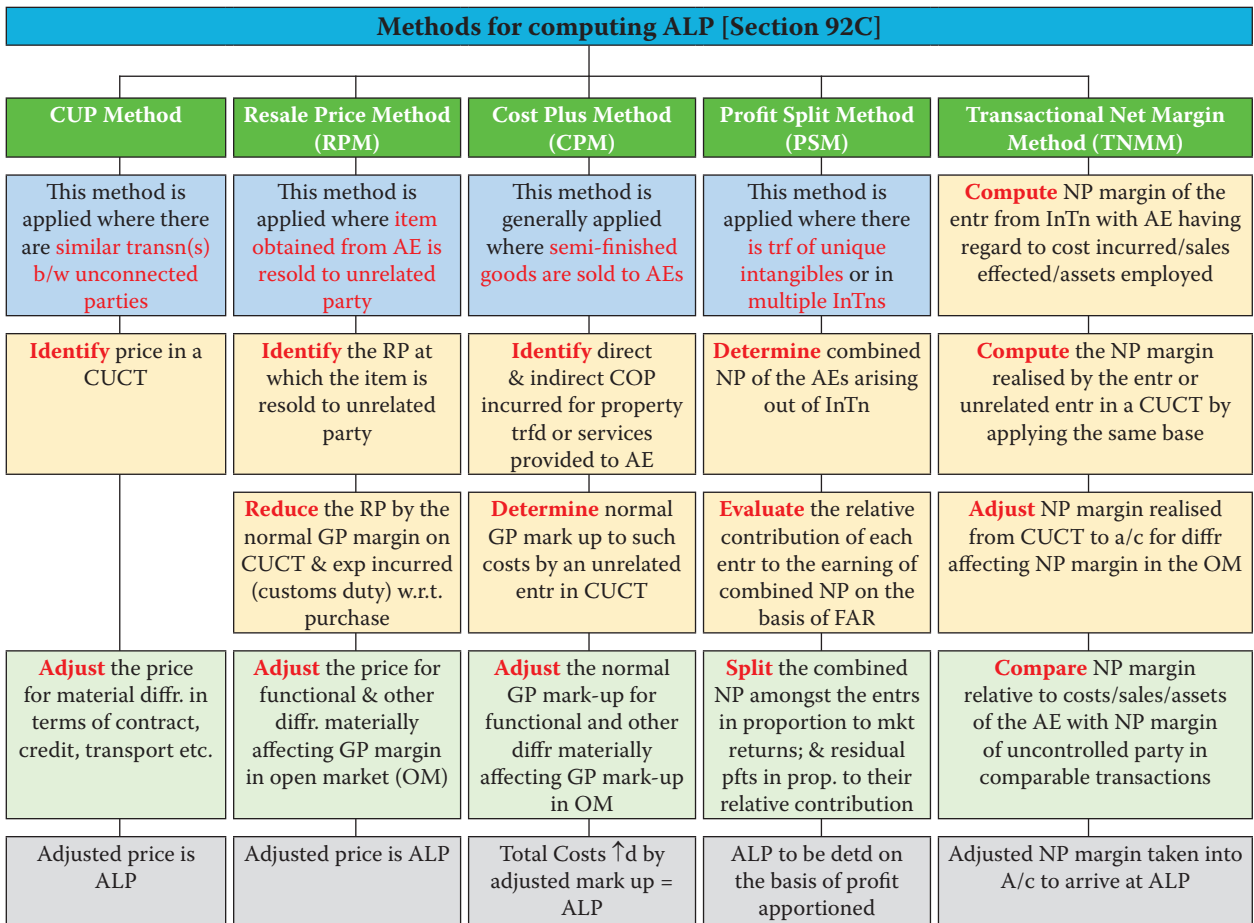 Methods for computing ALP [Section 92C]
CUP Method
Resale Price Method
(RPM)
Cost Plus Method
(CPM)
Profit Split Method
(PSM)
Transactional Net Margin
Method (TNMM)
This method is
applied where there
are similar transn(s)
b/w unconnected
parties
This method is
applied where item
obtained from AE is
resold to unrelated
party
This method is
generally applied
where semi-finished
goods are sold to AEs
This method is
applied where there
is trf of unique
intangibles or in
multiple InTns
Compute NP margin of the
entr from InTn with AE having
regard to cost incurred/sales
effected/assets employed
Identify price in a
CUCT
Identify the RP at
which the item is
resold to unrelated
party
Identify direct
& indirect COP
incurred for property
trfd or services
provided to AE
Determine combined
NP of the AEs arising
out of InTn
Compute the NP margin
realised by the entr or
unrelated entr in a CUCT by
applying the same base
Reduce the RP by the
normal GP margin on
CUCT & exp incurred
(customs duty) w.r.t.
purchase
Determine normal
GP mark up to such
costs by an unrelated
entr in CUCT
Evaluate the relative
contribution of each
entr to the earning of
combined NP on the
basis of FAR
Adjust NP margin realised
from CUCT to a/c for diffr
affecting NP margin in the OM
Adjust the price
for material diffr. in
terms of contract,
credit, transport etc.
Adjust the price for
functional & other
diffr. materially
affecting GP margin
in open market (OM)
Adjust the normal
GP mark-up for
functional and other
diffr materially
affecting GP mark-up
in OM
Split the combined
NP amongst the entrs
in proportion to mkt
returns; & residual
pfts in prop. to their
relative contribution
Compare NP margin
relative to costs/sales/assets
of the AE with NP margin
of uncontrolled party in
comparable transactions
Adjusted price is
ALP
Adjusted price is ALP
Total Costs ↑d by
adjusted mark up =
ALP
ALP to be detd on
the basis of profit
apportioned
Adjusted NP margin taken into
A/c to arrive at ALP